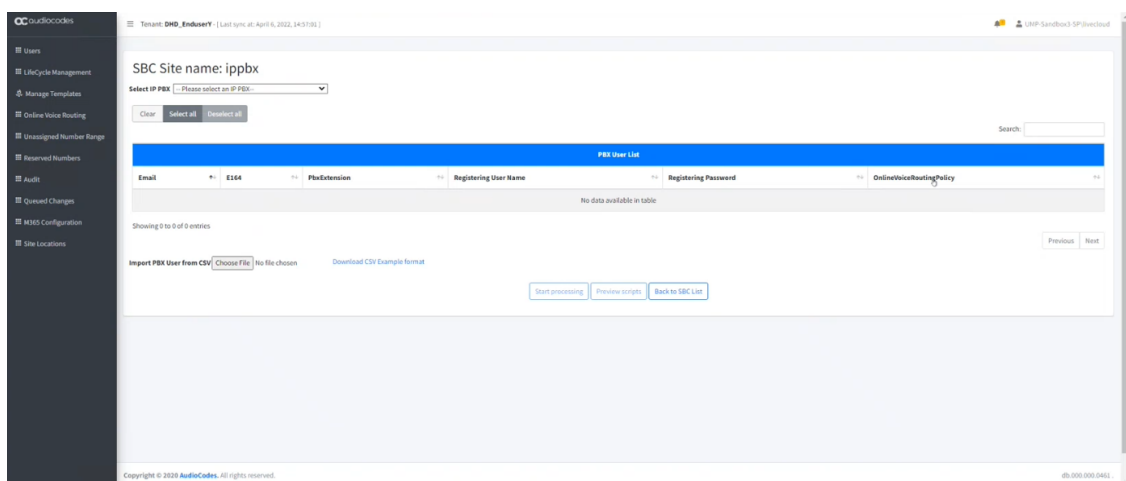 audiocodes
Tenant: DHD_EnduserY - [ Last sync at: April 6, 2022, 14:57:01 ]
UMP-Sandbox3-SP\livecloud
Users
LifeCycle Management
Manage Templates
Online Voice Routing
Unassigned Number Range
Reserved Numbers
Audit
Queued Changes
M365 Configuration
Site Locations
SBC Site name: ippbx
Select IP PBX -- Please select an IP PBX--
Clear Select all Deselect all
Search:
PBX User List
Email E164 PbxExtension Registering User Name Registering Password OnlineVoiceRoutingPolicy
No data available in table
Showing 0 to 0 of 0 entries
Previous Next
Import PBX User from CSV Choose File No file chosen Download CSV Example format
Start processing Preview scripts Back to SBC List
Copyright © 2020 AudioCodes. All rights reserved.
db.000.000.0461 .